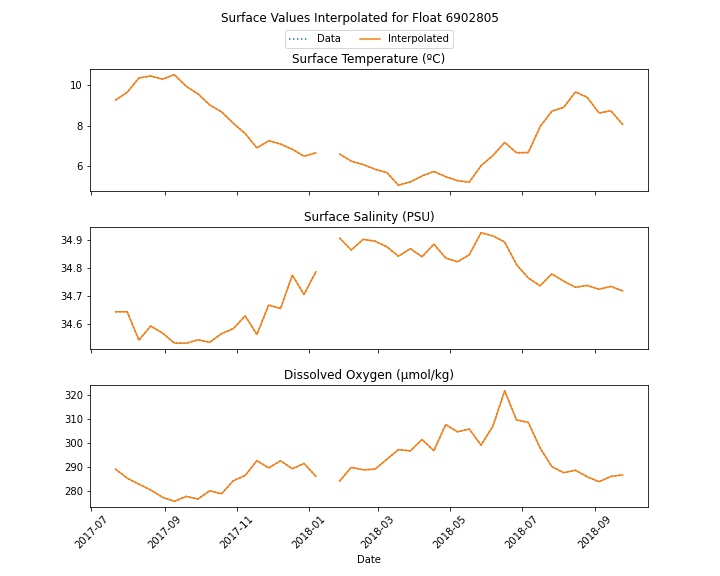 Surface Values Interpolated for Float 6902805
Data Interpolated
Surface Temperature (ºC)
10
8
6
Surface Salinity (PSU)
34.9
34.8
34.7
34.6
Dissolved Oxygen (µmol/kg)
320
310
300
290
280
2017-07 2017-09 2017-11 2018-01 2018-03 2018-05 2018-07 2018-09
Date